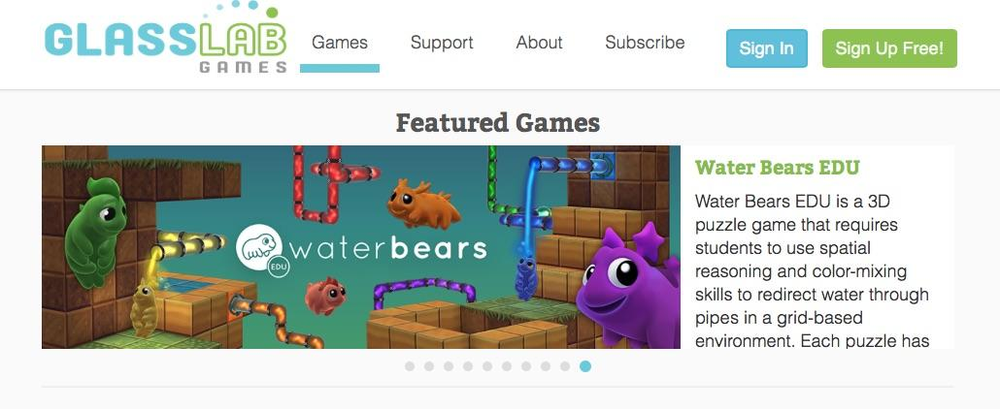 GLASSLAB
GAMES
Games
Support
About
Subscribe
Sign In
Sign Up Free!
Featured Games
waterbears
EDU
Water Bears EDU
Water Bears EDU is a 3D
puzzle game that requires
students to use spatial
reasoning and color-mixing
skills to redirect water through
pipes in a grid-based
environment. Each puzzle has